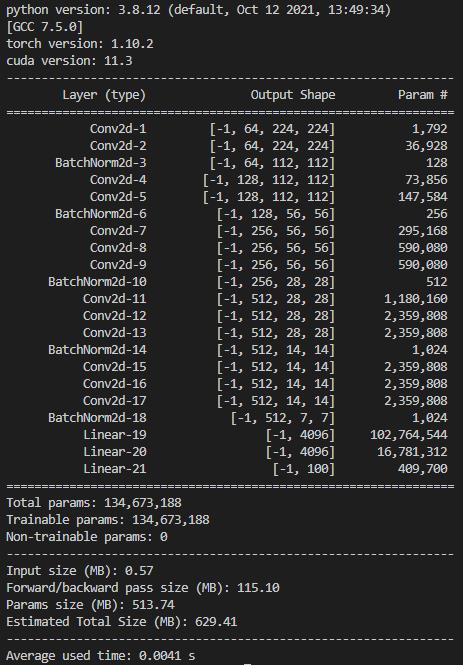 python version: 3.8.12 (default, Oct 12 2021, 13:49:34)
[GCC 7.5.0]
torch version: 1.10.2
cuda version: 11.3
----------------------------------------------------------------
Layer (type) Output Shape Param #
================================================================
Conv2d-1 [-1, 64, 224, 224] 1,792
Conv2d-2 [-1, 64, 224, 224] 36,928
BatchNorm2d-3 [-1, 64, 112, 112] 128
Conv2d-4 [-1, 128, 112, 112] 73,856
Conv2d-5 [-1, 128, 112, 112] 147,584
BatchNorm2d-6 [-1, 128, 56, 56] 256
Conv2d-7 [-1, 256, 56, 56] 295,168
Conv2d-8 [-1, 256, 56, 56] 590,080
Conv2d-9 [-1, 256, 56, 56] 590,080
BatchNorm2d-10 [-1, 256, 28, 28] 512
Conv2d-11 [-1, 512, 28, 28] 1,180,160
Conv2d-12 [-1, 512, 28, 28] 2,359,808
Conv2d-13 [-1, 512, 28, 28] 2,359,808
BatchNorm2d-14 [-1, 512, 14, 14] 1,024
Conv2d-15 [-1, 512, 14, 14] 2,359,808
Conv2d-16 [-1, 512, 14, 14] 2,359,808
Conv2d-17 [-1, 512, 14, 14] 2,359,808
BatchNorm2d-18 [-1, 512, 7, 7] 1,024
Linear-19 [-1, 4096] 102,764,544
Linear-20 [-1, 4096] 16,781,312
Linear-21 [-1, 100] 409,700
================================================================
Total params: 134,673,188
Trainable params: 134,673,188
Non-trainable params: 0
----------------------------------------------------------------
Input size (MB): 0.57
Forward/backward pass size (MB): 115.10
Params size (MB): 513.74
Estimated Total Size (MB): 629.41
----------------------------------------------------------------
Average used time: 0.0041 s